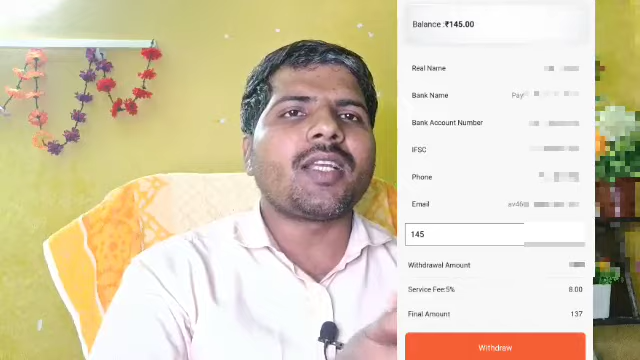 Balance :₹145.00
Real Name
Bank Name
Bank Account Number
IFSC
Phone
Email
145
Withdrawal Amount
Service Fee:5% 8.00
Final Amount 137
Withdraw